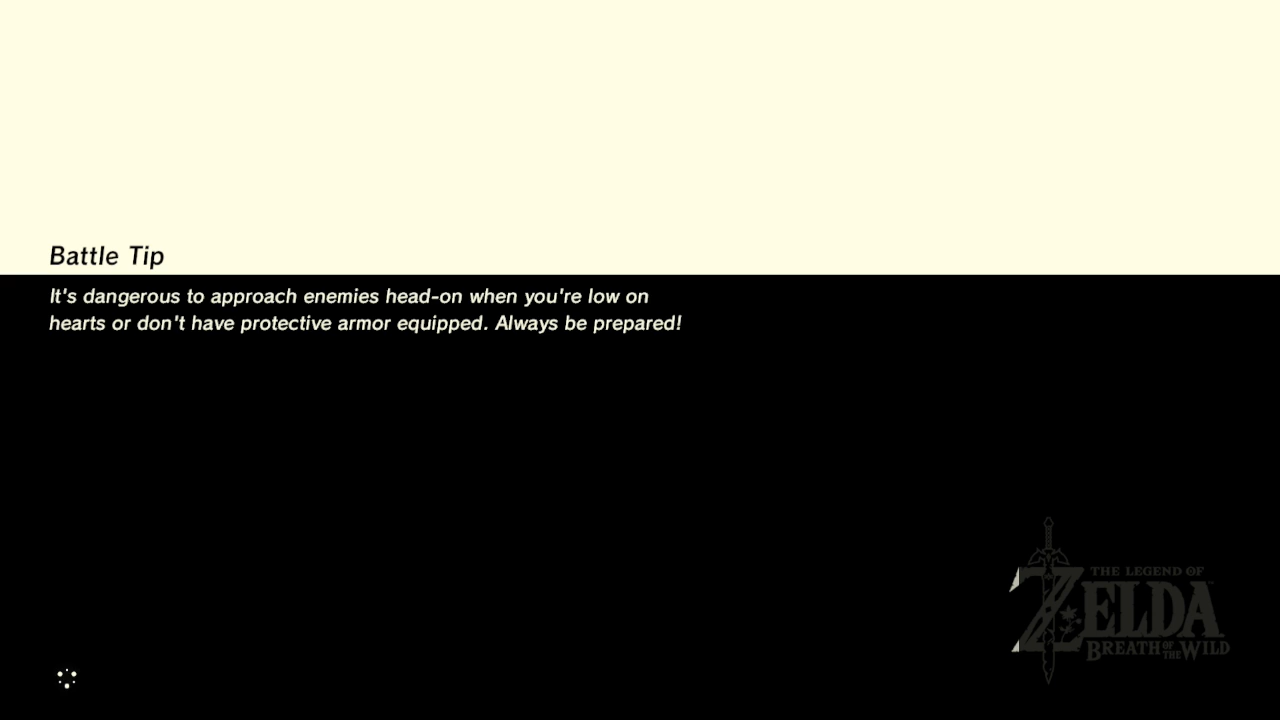 Battle Tip
It's dangerous to approach enemies head-on when you're low on
hearts or don't have protective armor equipped. Always be prepared!
THE LEGEND OF
ZELDA
BREATH OF THE WILD